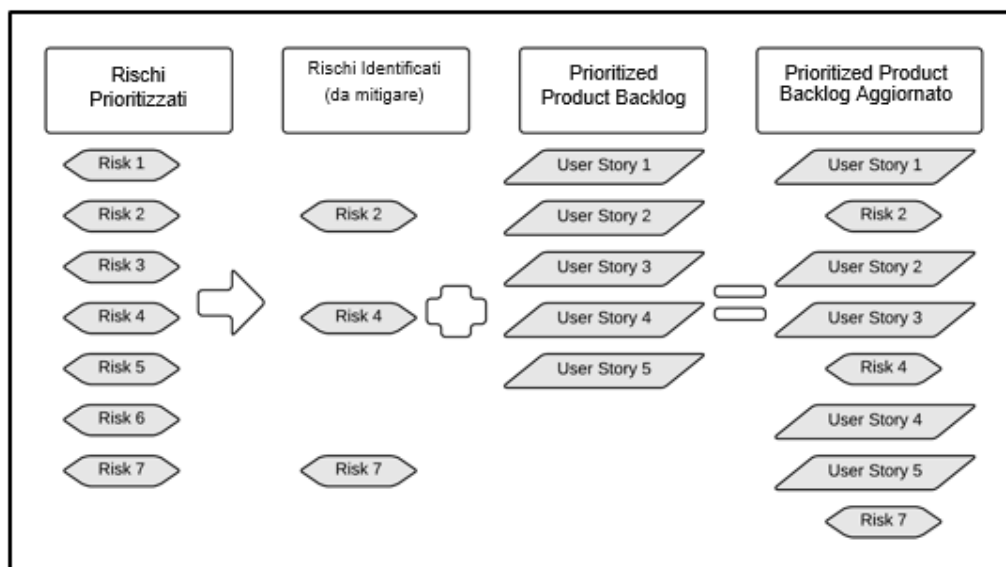 Rischi
Prioritizzati
Rischi Identificati
(da mitigare)
Prioritized
Product Backlog
Prioritized Product
Backlog Aggiornato
Risk 1
User Story 1
User Story 1
Risk 2
Risk 2
User Story 2
Risk 2
Risk 3
User Story 3
User Story 2
Risk 4
Risk 4
User Story 4
User Story 3
Risk 5
User Story 5
Risk 4
Risk 6
User Story 4
Risk 7
Risk 7
User Story 5
Risk 7